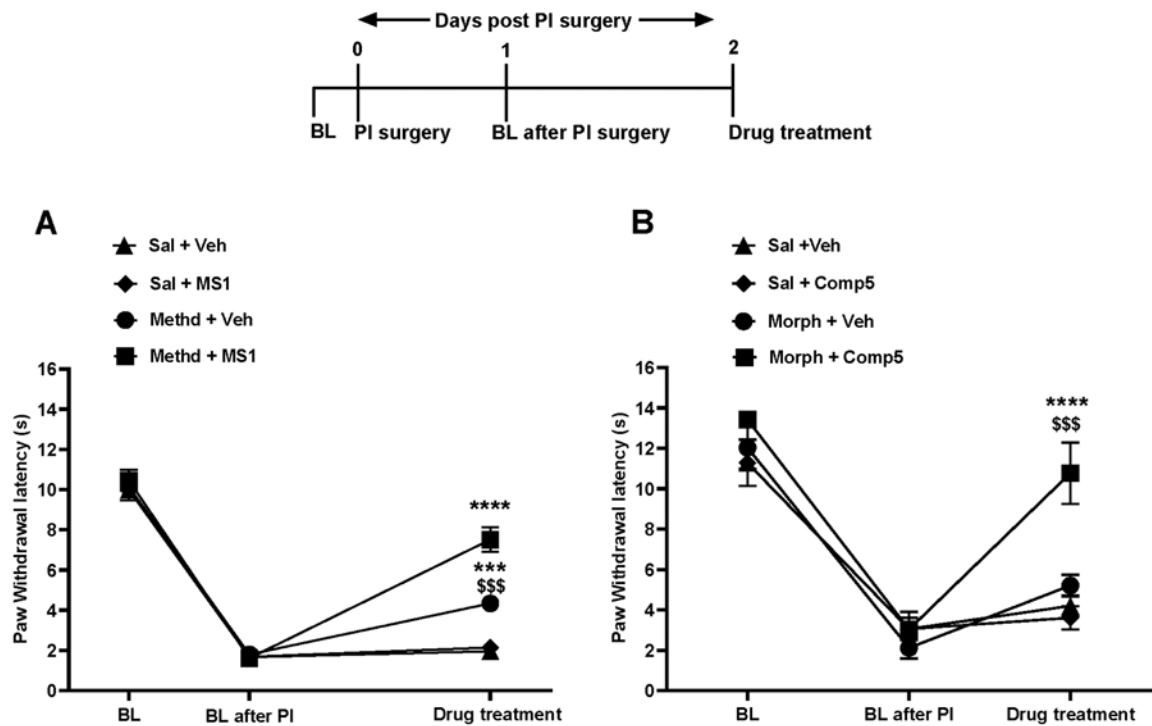 Days post PI surgery
0 1 2
BL PI surgery BL after PI surgery Drug treatment
A
Sal + Veh
Sal + MS1
Methd + Veh
Methd + MS1
Paw Withdrawal latency (s)
16
14
12
10
8
6
4
2
0
****
***
$$$
BL BL after PI Drug treatment
B
Sal +Veh
Sal + Comp5
Morph + Veh
Morph + Comp5
Paw Withdrawal latency (s)
16
14
12
10
8
6
4
2
0
****
$$$
BL BL after PI Drug treatment